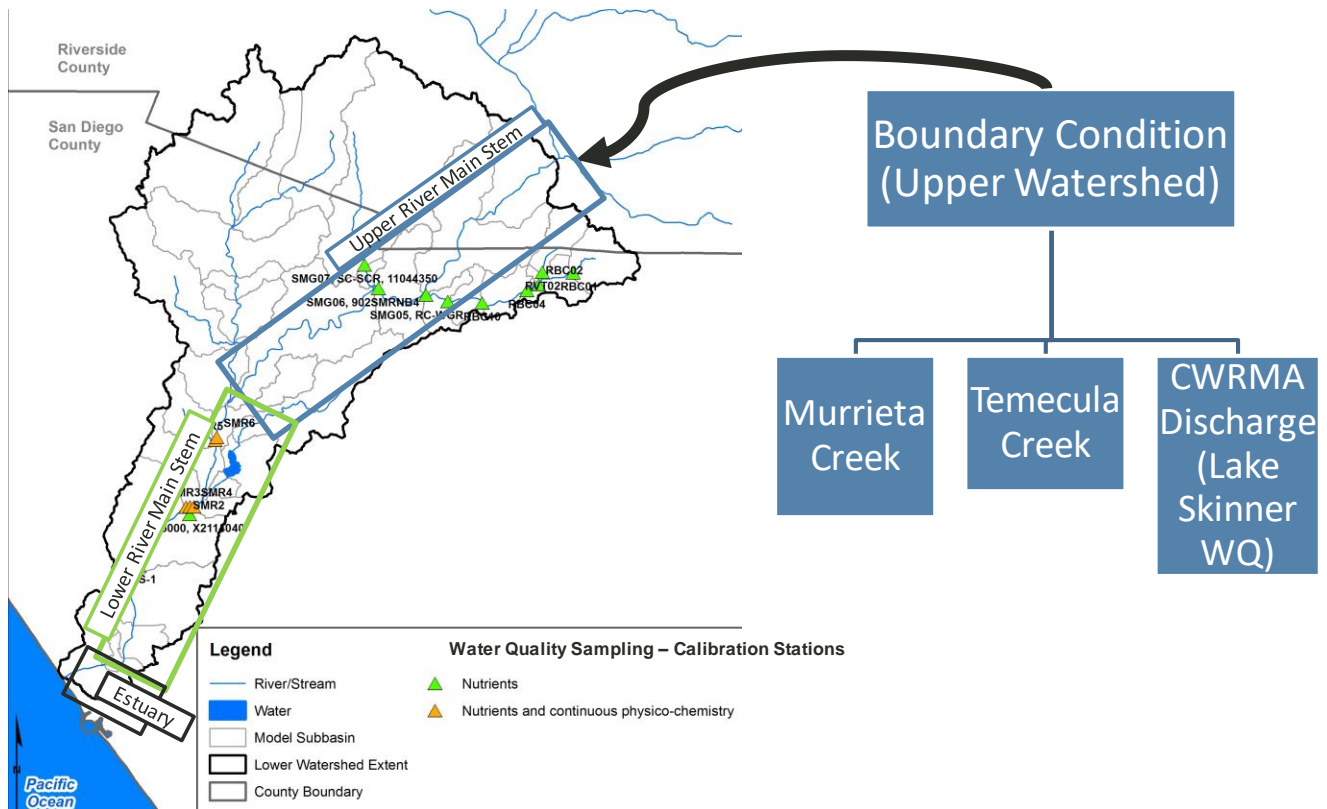 Riverside
County
San Diego
County
Upper River Main Stem
Boundary Condition
(Upper Watershed)
SMG07, SC-SCR, 11044350
RBC02
SMG06, 902SMRNB4
RVT02RBC01
SMG05, RC-WGR
RBC10
RBC04
Murrieta
Creek
Temecula
Creek
CWRMA
Discharge
(Lake
Skinner
WQ)
SMR6
Lower River Main Stem
SMR4
SMR2
Estuary
Legend
Water Quality Sampling – Calibration Stations
River/Stream
Nutrients
Water
Nutrients and continuous physico-chemistry
Model Subbasin
Lower Watershed Extent
County Boundary
N
Pacific
Ocean